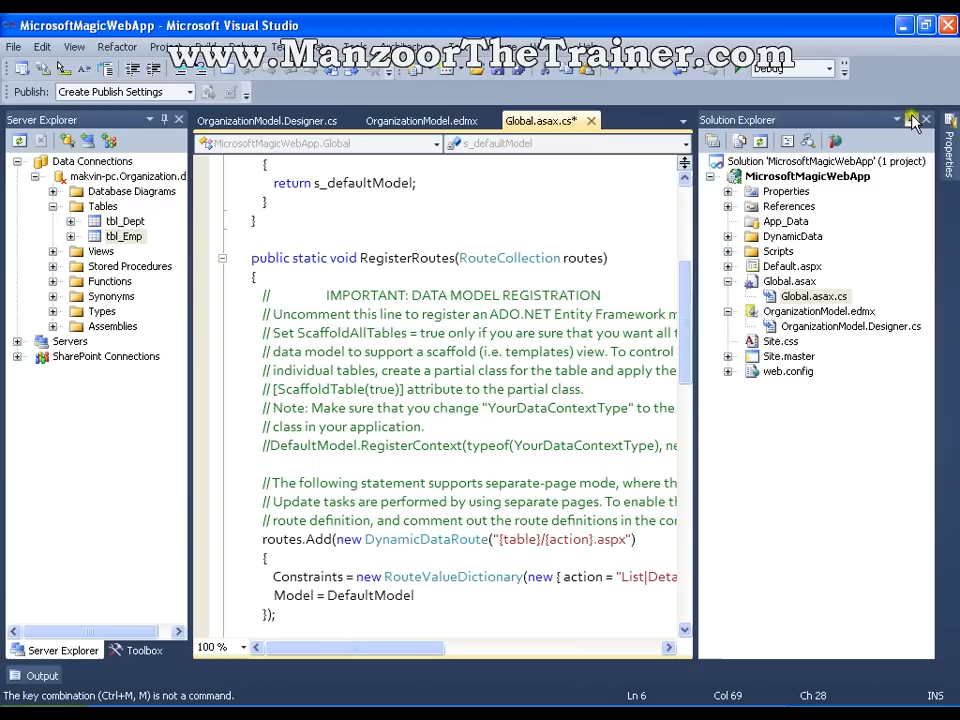 MicrosoftMagicWebApp - Microsoft Visual Studio
File Edit View Refactor
www.ManzoorTheTrainer.com
Debug
Publish: Create Publish Settings
Server Explorer
OrganizationModel.Designer.cs OrganizationModel.edmx Global.asax.cs*
Solution Explorer
MicrosoftMagicWebApp.Global s_defaultModel
Data Connections
makvin-pc.Organization.d
Database Diagrams
Tables
tbl_Dept
tbl_Emp
Views
Stored Procedures
Functions
Synonyms
Types
Assemblies
Servers
SharePoint Connections
{
return s_defaultModel;
}
}
public static void RegisterRoutes(RouteCollection routes)
{
// IMPORTANT: DATA MODEL REGISTRATION
// Uncomment this line to register an ADO.NET Entity Framework m
// Set ScaffoldAllTables = true only if you are sure that you want all t
// data model to support a scaffold (i.e. templates) view. To control
// individual tables, create a partial class for the table and apply the
// [ScaffoldTable(true)] attribute to the partial class.
// Note: Make sure that you change "YourDataContextType" to the
// class in your application.
//DefaultModel.RegisterContext(typeof(YourDataContextType), ne
// The following statement supports separate-page mode, where th
// Update tasks are performed by using separate pages. To enable th
// route definition, and comment out the route definitions in the co
routes.Add(new DynamicDataRoute("{table}/{action}.aspx")
{
Constraints = new RouteValueDictionary(new { action = "List|Deta
Model = DefaultModel
});
Solution 'MicrosoftMagicWebApp' (1 project)
MicrosoftMagicWebApp
Properties
References
App_Data
DynamicData
Scripts
Default.aspx
Global.asax
Global.asax.cs
OrganizationModel.edmx
OrganizationModel.Designer.cs
Site.css
Site.master
web.config
Properties
100 %
Server Explorer Toolbox
Output
The key combination (Ctrl+M, M) is not a command.
Ln 6 Col 69 Ch 28 INS